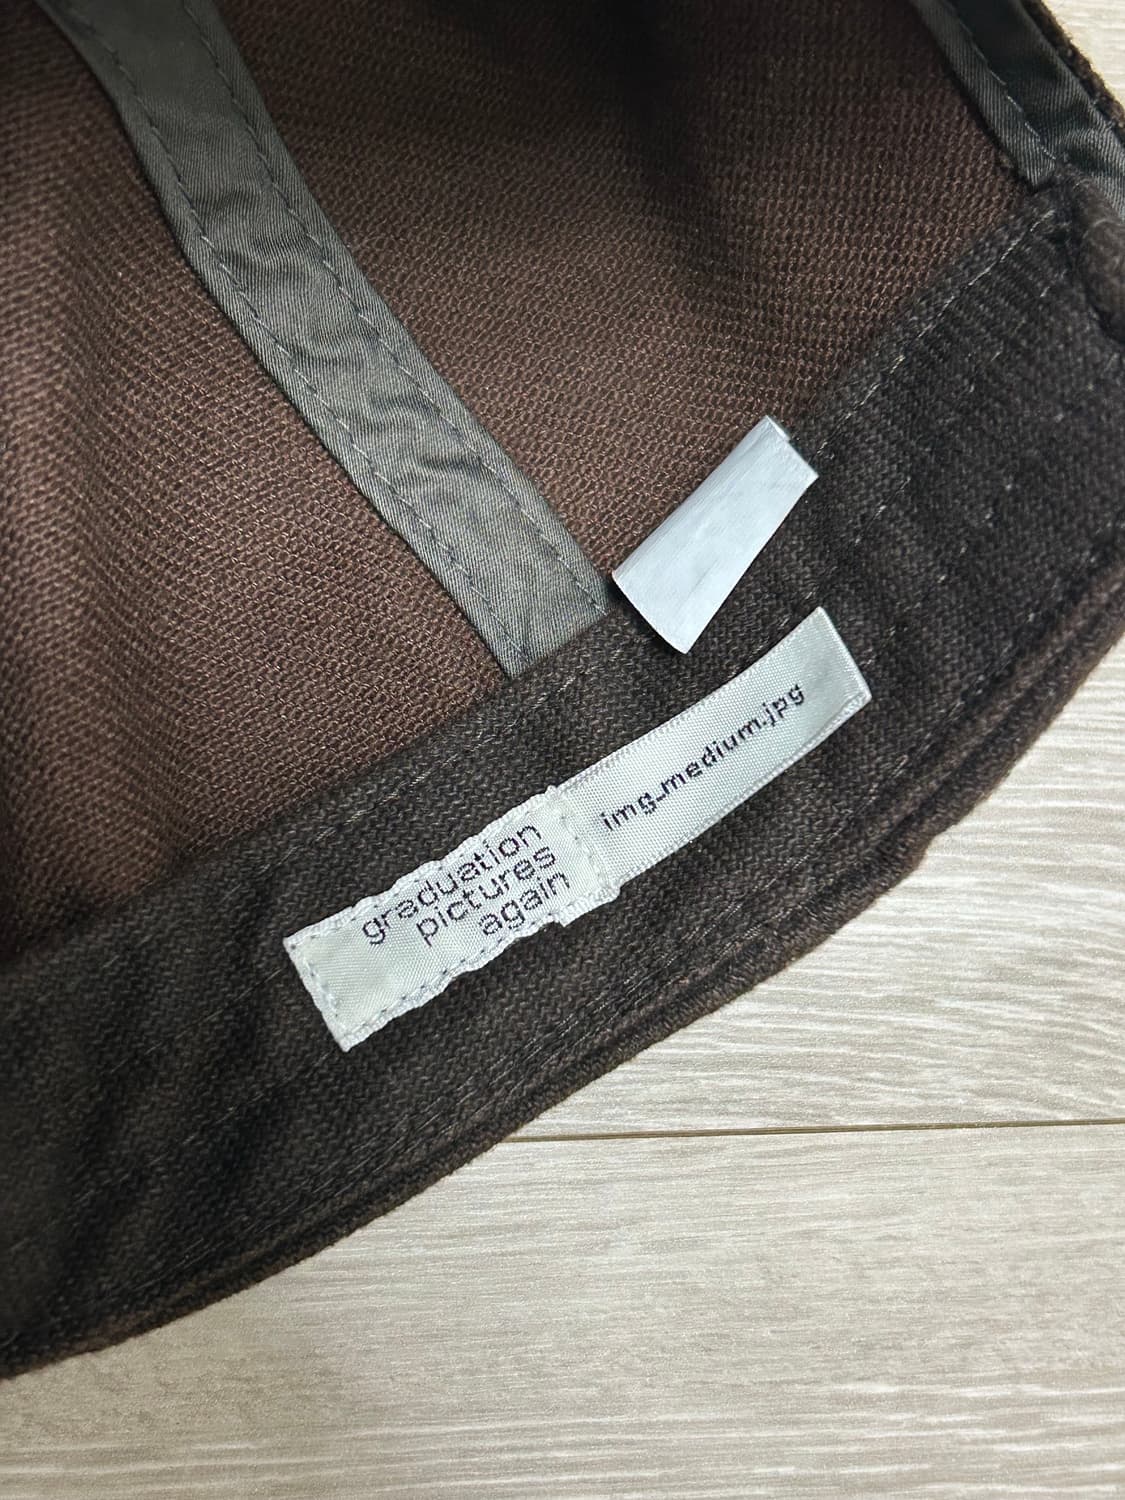 graduation
pictures
again
img_medium.jpg